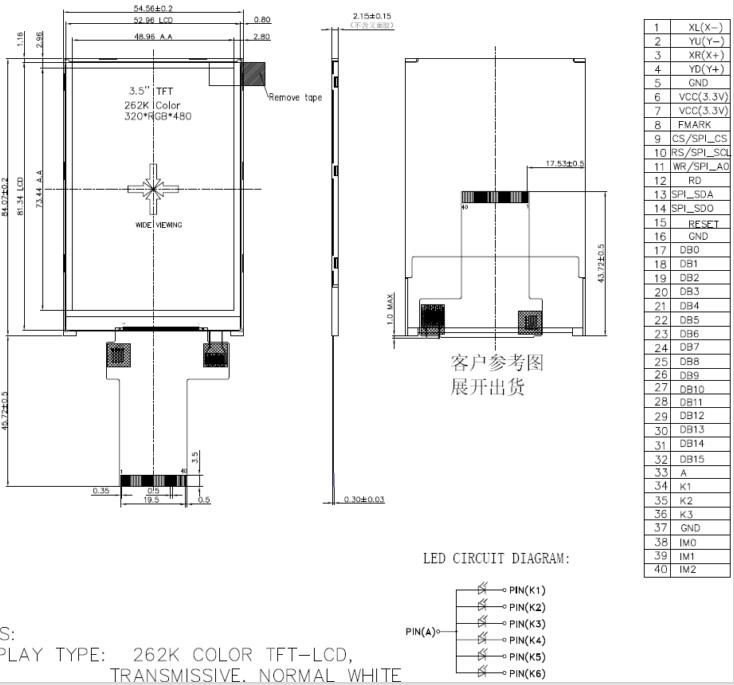 54.56±0.2
52.96 LCD
0.80
48.96 A.A
2.80
1.16
2.96
2.15±0.15
3.5" TFT
262K Color
320*RGB*480
Remove tape
WIDE VIEWING
84.07±0.2
81.34 LCD
73.44 A.A
45.72±0.5
3.5
1
40
0.35
0.5
19.5
0.5
0.30±0.03
17.53±0.5
40
1
43.72±0.5
1.0 MAX
客户参考图
展开出货
1 XL(X-)
2 YU(Y-)
3 XR(X+)
4 YD(Y+)
5 GND
6 VCC(3.3V)
7 VCC(3.3V)
8 FMARK
9 CS/SPI_CS
10 RS/SPI_SCL
11 WR/SPI_A0
12 RD
13 SPI_SDA
14 SPI_SDO
15 RESET
16 GND
17 DB0
18 DB1
19 DB2
20 DB3
21 DB4
22 DB5
23 DB6
24 DB7
25 DB8
26 DB9
27 DB10
28 DB11
29 DB12
30 DB13
31 DB14
32 DB15
33 A
34 K1
35 K2
36 K3
37 GND
38 IM0
39 IM1
40 IM2
LED CIRCUIT DIAGRAM:
PIN(A)
PIN(K1)
PIN(K2)
PIN(K3)
PIN(K4)
PIN(K5)
PIN(K6)
S:
PLAY TYPE: 262K COLOR TFT-LCD,
TRANSMISSIVE. NORMAL WHITE